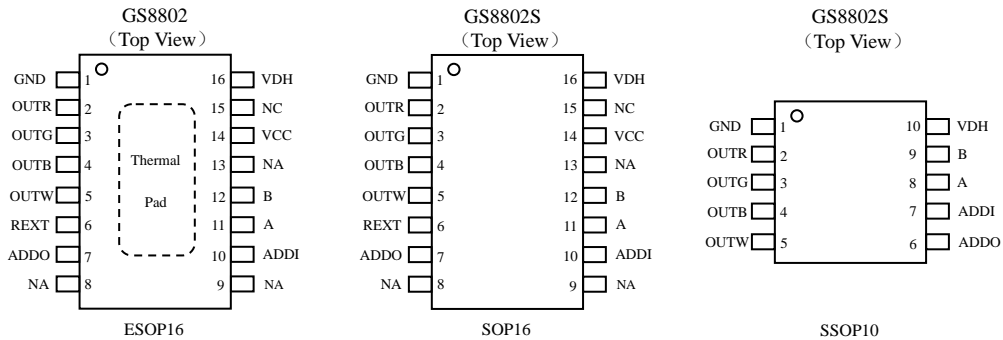 GS8802
（Top View）
GND 1 16 VDH
OUTR 2 15 NC
OUTG 3 14 VCC
OUTB 4 Thermal 13 NA
OUTW 5 Pad 12 B
REXT 6 11 A
ADDO 7 10 ADDI
NA 8 9 NA
ESOP16
GS8802S
（Top View）
GND 1 16 VDH
OUTR 2 15 NC
OUTG 3 14 VCC
OUTB 4 13 NA
OUTW 5 12 B
REXT 6 11 A
ADDO 7 10 ADDI
NA 8 9 NA
SOP16
GS8802S
（Top View）
GND 1 10 VDH
OUTR 2 9 B
OUTG 3 8 A
OUTB 4 7 ADDI
OUTW 5 6 ADDO
SSOP10